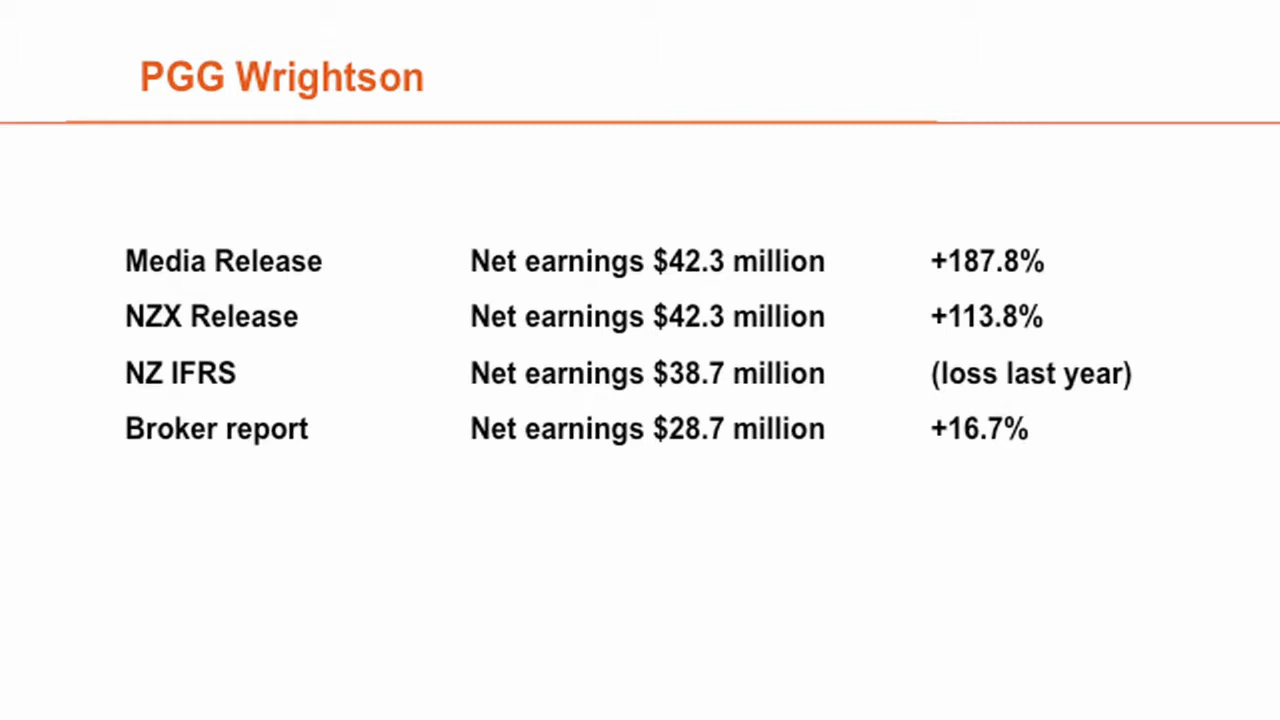 PGG Wrightson
Media Release Net earnings $42.3 million +187.8%
NZX Release Net earnings $42.3 million +113.8%
NZ IFRS Net earnings $38.7 million (loss last year)
Broker report Net earnings $28.7 million +16.7%